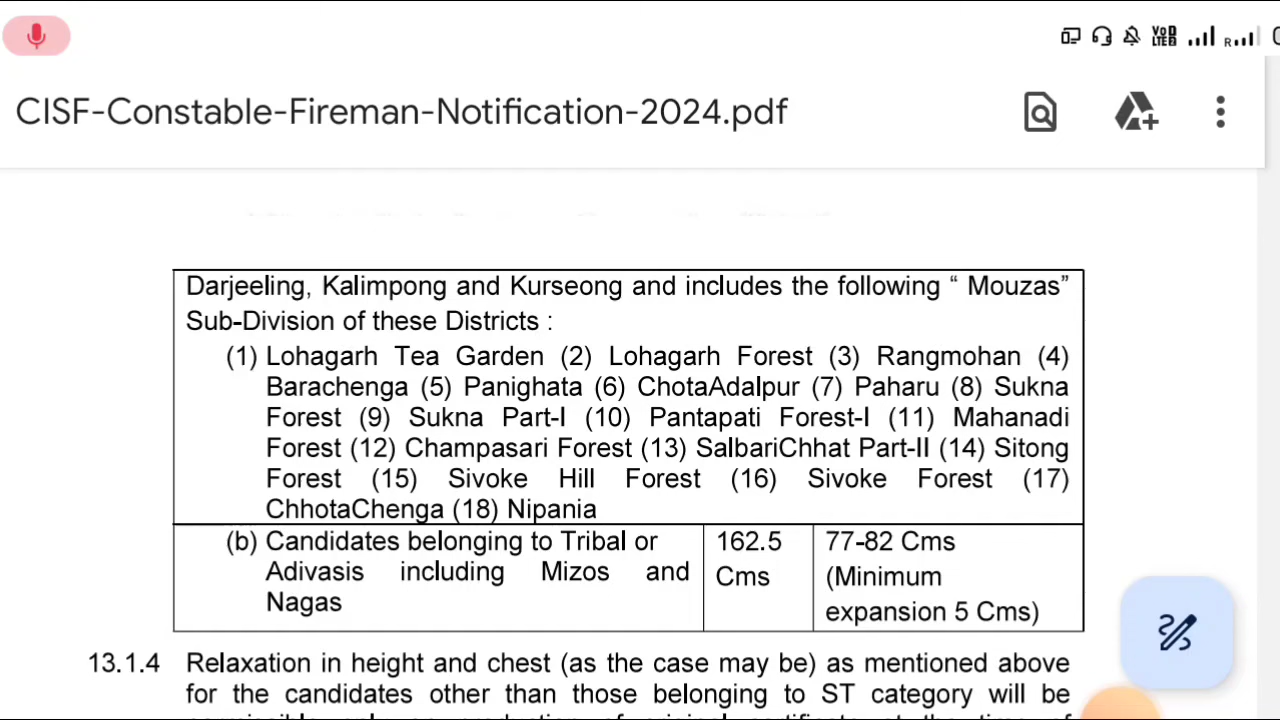 VoD
LTE2
R
CISF-Constable-Fireman-Notification-2024.pdf
Darjeeling, Kalimpong and Kurseong and includes the following “ Mouzas”
Sub-Division of these Districts :
(1) Lohagarh Tea Garden (2) Lohagarh Forest (3) Rangmohan (4)
Barachenga (5) Panighata (6) ChotaAdalpur (7) Paharu (8) Sukna
Forest (9) Sukna Part-I (10) Pantapati Forest-I (11) Mahanadi
Forest (12) Champasari Forest (13) SalbariChhat Part-II (14) Sitong
Forest (15) Sivoke Hill Forest (16) Sivoke Forest (17)
ChhotaChenga (18) Nipania
(b) Candidates belonging to Tribal or
Adivasis including Mizos and
Nagas
162.5
Cms
77-82 Cms
(Minimum
expansion 5 Cms)
13.1.4 Relaxation in height and chest (as the case may be) as mentioned above
for the candidates other than those belonging to ST category will be